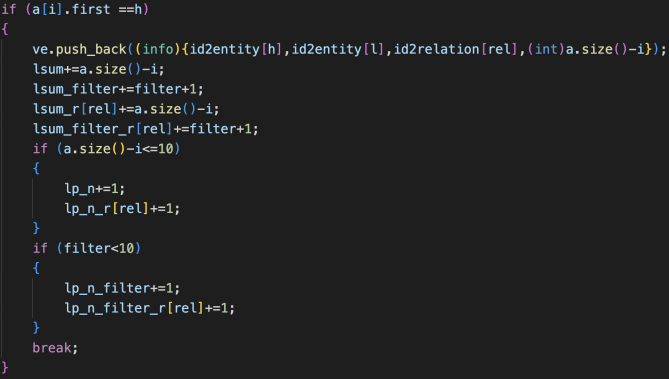 if (a[i].first ==h)
{
ve.push_back((info){id2entity[h],id2entity[l],id2relation[rel],(int)a.size()-i});
lsum+=a.size()-i;
lsum_filter+=filter+1;
lsum_r[rel]+=a.size()-i;
lsum_filter_r[rel]+=filter+1;
if (a.size()-i<=10)
{
lp_n+=1;
lp_n_r[rel]+=1;
}
if (filter<10)
{
lp_n_filter+=1;
lp_n_filter_r[rel]+=1;
}
break;
}